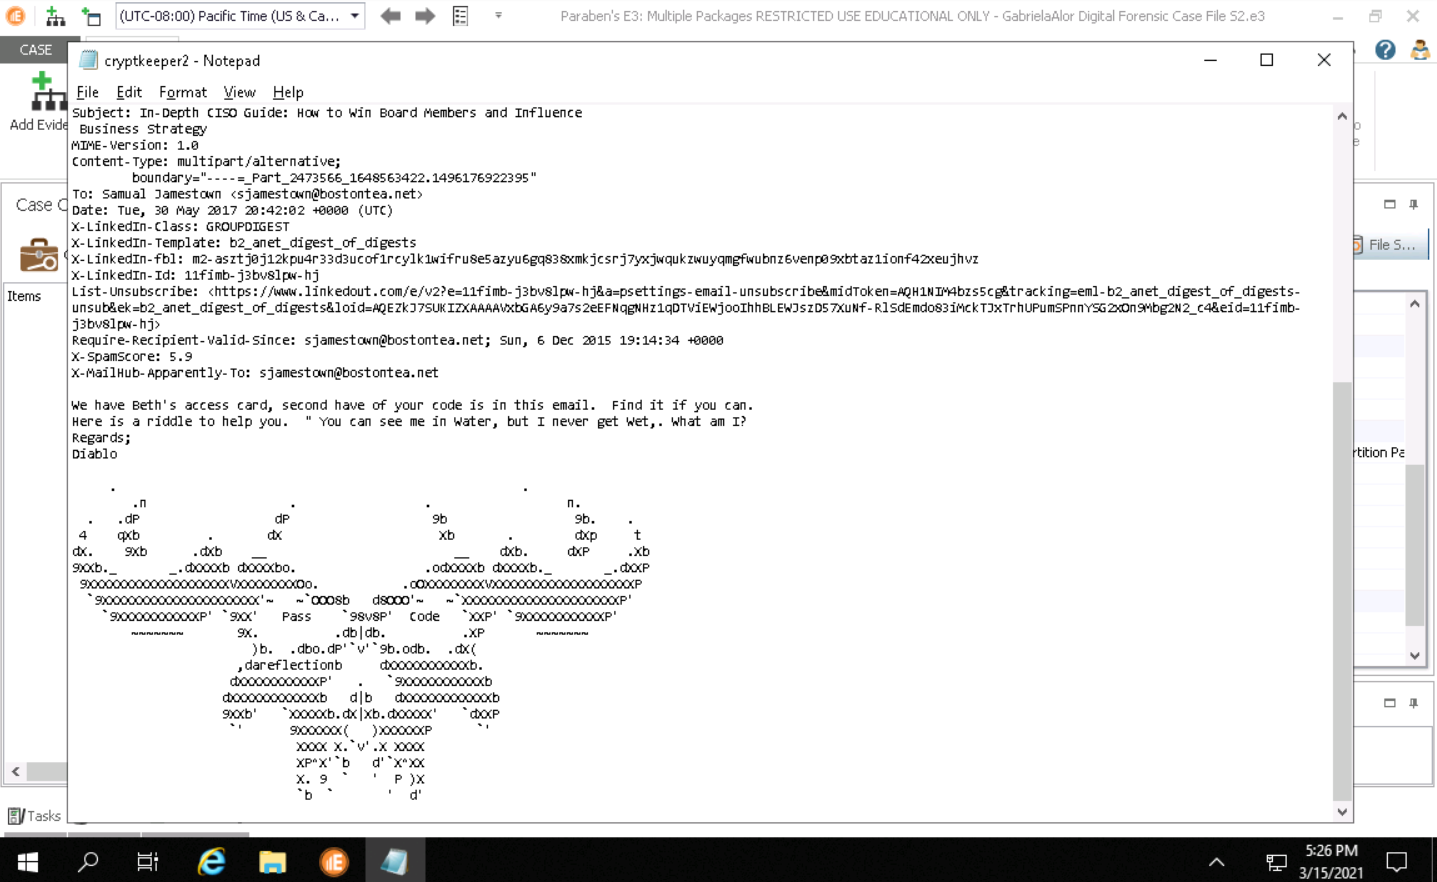 (UTC-08:00) Pacific Time (US & Ca...
Paraben's E3: Multiple Packages RESTRICTED USE EDUCATIONAL ONLY - GabrielaAlor Digital Forensic Case File S2.e3
CASE
Add Evide
Case C
Items
File S...
rtition Pa
Tasks
cryptkeeper2 - Notepad
File Edit Format View Help
Subject: In-Depth CISO Guide: How to Win Board Members and Influence
Business Strategy
MIME-Version: 1.0
Content-Type: multipart/alternative;
boundary="----=_Part_2473566_1648563422.1496176922395"
To: Samual Jamestown <sjamestown@bostontea.net>
Date: Tue, 30 May 2017 20:42:02 +0000 (UTC)
X-LinkedIn-Class: GROUPDIGEST
X-LinkedIn-Template: b2_anet_digest_of_digests
X-LinkedIn-fbl: m2-asztj0j12kpu4r33d3ucof1rcylk1wifru8e5azyu6gq838xmkjcsrj7yxjwqukzwuyqmgfwubnz6venp09xbtaz1ionf42xeujhvz
X-LinkedIn-Id: 11fimb-j3bv8lpw-hj
List-Unsubscribe: <https://www.linkedout.com/e/v2?e=11fimb-j3bv8lpw-hj&a=psettings-email-unsubscribe&midToken=AQH1NIM4bzs5cg&tracking=eml-b2_anet_digest_of_digests-
unsub&ek=b2_anet_digest_of_digests&loid=AQEZkJ7SUKIZXAAAAVxbGA6y9a7s2eEFNqgNHz1qDTViEWjooIhhBLEWJszD57XuNf-RlSdEmdo83iMckTJxTrhUPumSPnnYSG2xOn9Mbg2N2_c4&eid=11fimb-
j3bv8lpw-hj>
Require-Recipient-Valid-Since: sjamestown@bostontea.net; Sun, 6 Dec 2015 19:14:34 +0000
X-SpamScore: 5.9
X-MailHub-Apparently-To: sjamestown@bostontea.net
We have Beth's access card, second have of your code is in this email.  Find it if you can.
Here is a riddle to help you.  " You can see me in Water, but I never get Wet,. What am I?
Regards;
Diablo
Pass Code
,dareflectionb
5:26 PM
3/15/2021